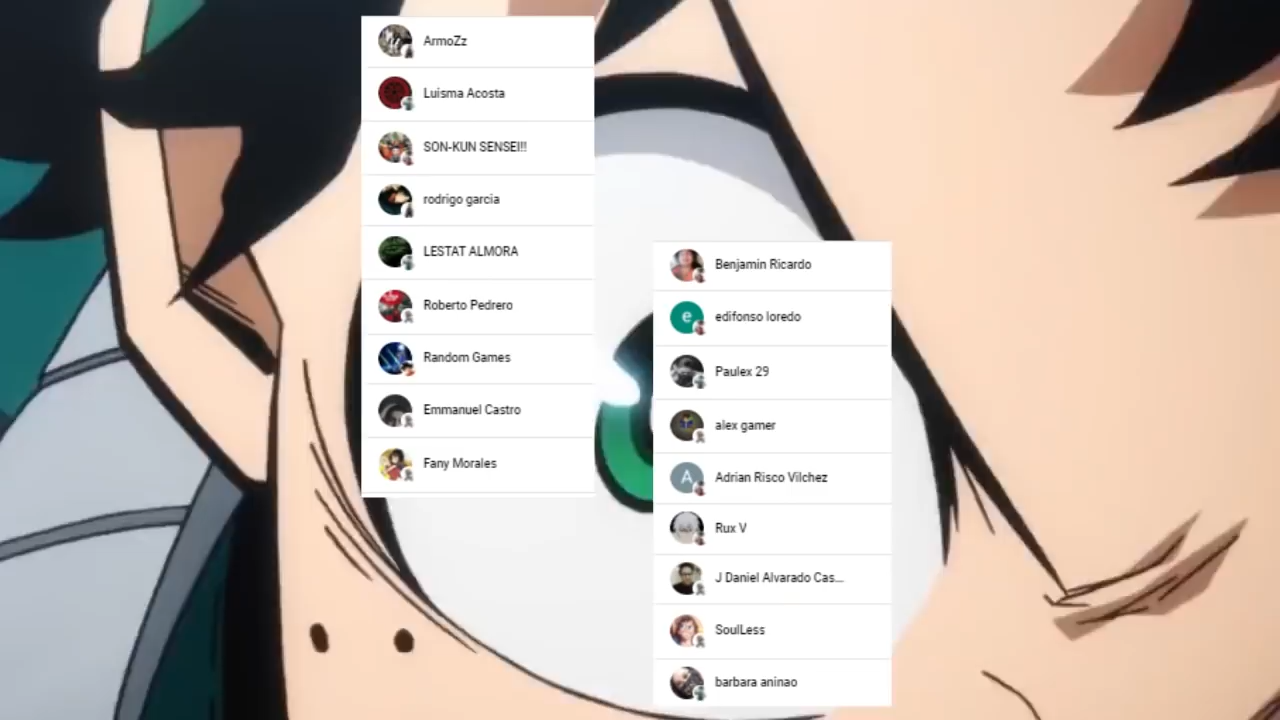 ArmoZz
Luisma Acosta
SON-KUN SENSEI!!
rodrigo garcia
LESTAT ALMORA
Roberto Pedrero
Random Games
Emmanuel Castro
Fany Morales
Benjamin Ricardo
e
edifonso loredo
Paulex 29
alex gamer
A
Adrian Risco Vilchez
Rux V
J Daniel Alvarado Cas...
SoulLess
barbara aninao